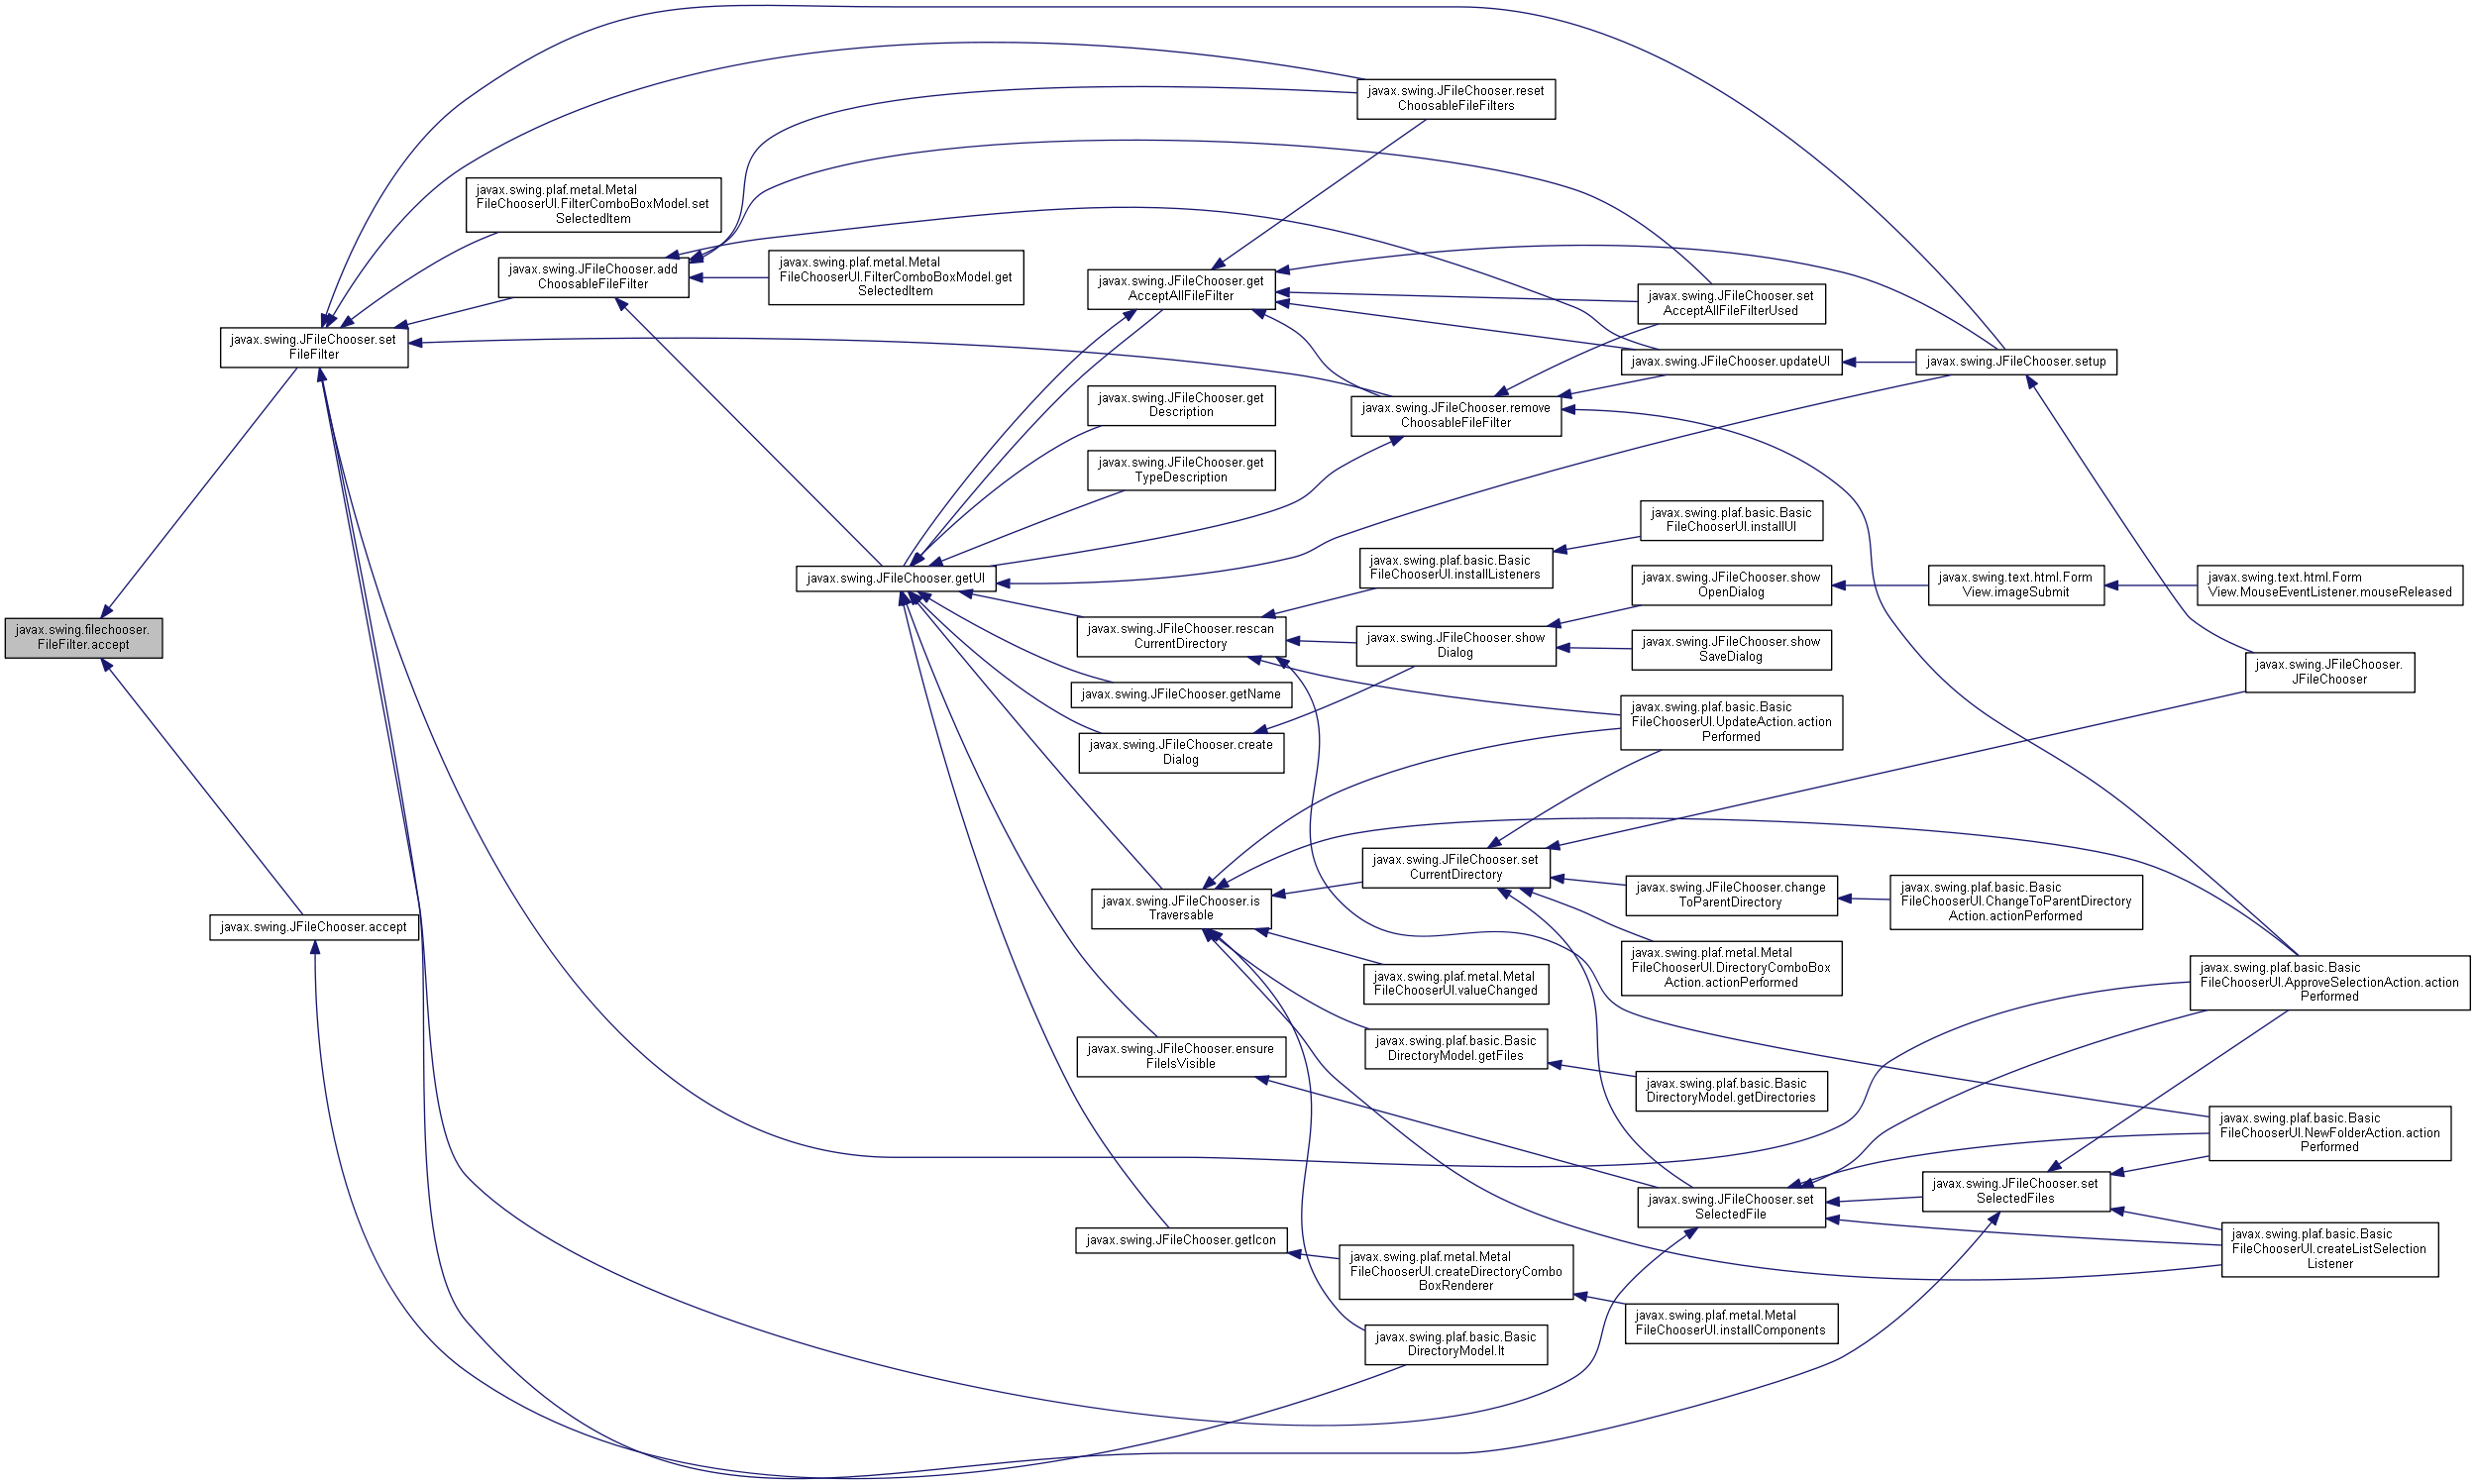 javax.swing.filechooser.
FileFilter.accept
javax.swing.JFileChooser.set
FileFilter
javax.swing.JFileChooser.accept
javax.swing.plaf.metal.Metal
FileChooserUI.FilterComboBoxModel.set
SelectedItem
javax.swing.JFileChooser.add
ChoosableFileFilter
javax.swing.plaf.metal.Metal
FileChooserUI.FilterComboBoxModel.get
SelectedItem
javax.swing.JFileChooser.getUI
javax.swing.JFileChooser.get
AcceptAllFileFilter
javax.swing.JFileChooser.get
Description
javax.swing.JFileChooser.get
TypeDescription
javax.swing.JFileChooser.rescan
CurrentDirectory
javax.swing.JFileChooser.getName
javax.swing.JFileChooser.create
Dialog
javax.swing.JFileChooser.is
Traversable
javax.swing.JFileChooser.ensure
FileIsVisible
javax.swing.JFileChooser.getIcon
javax.swing.JFileChooser.reset
ChoosableFileFilters
javax.swing.JFileChooser.remove
ChoosableFileFilter
javax.swing.plaf.basic.Basic
FileChooserUI.installListeners
javax.swing.JFileChooser.show
Dialog
javax.swing.JFileChooser.set
CurrentDirectory
javax.swing.plaf.metal.Metal
FileChooserUI.valueChanged
javax.swing.plaf.basic.Basic
DirectoryModel.getFiles
javax.swing.plaf.metal.Metal
FileChooserUI.createDirectoryCombo
BoxRenderer
javax.swing.plaf.basic.Basic
DirectoryModel.lt
javax.swing.JFileChooser.set
AcceptAllFileFilterUsed
javax.swing.JFileChooser.updateUI
javax.swing.plaf.basic.Basic
FileChooserUI.installUI
javax.swing.JFileChooser.show
OpenDialog
javax.swing.JFileChooser.show
SaveDialog
javax.swing.plaf.basic.Basic
FileChooserUI.UpdateAction.action
Performed
javax.swing.JFileChooser.change
ToParentDirectory
javax.swing.plaf.metal.Metal
FileChooserUI.DirectoryComboBox
Action.actionPerformed
javax.swing.plaf.basic.Basic
DirectoryModel.getDirectories
javax.swing.JFileChooser.set
SelectedFile
javax.swing.plaf.metal.Metal
FileChooserUI.installComponents
javax.swing.JFileChooser.setup
javax.swing.text.html.Form
View.imageSubmit
javax.swing.plaf.basic.Basic
FileChooserUI.ChangeToParentDirectory
Action.actionPerformed
javax.swing.JFileChooser.set
SelectedFiles
javax.swing.text.html.Form
View.MouseEventListener.mouseReleased
javax.swing.JFileChooser.
JFileChooser
javax.swing.plaf.basic.Basic
FileChooserUI.ApproveSelectionAction.action
Performed
javax.swing.plaf.basic.Basic
FileChooserUI.NewFolderAction.action
Performed
javax.swing.plaf.basic.Basic
FileChooserUI.createListSelection
Listener